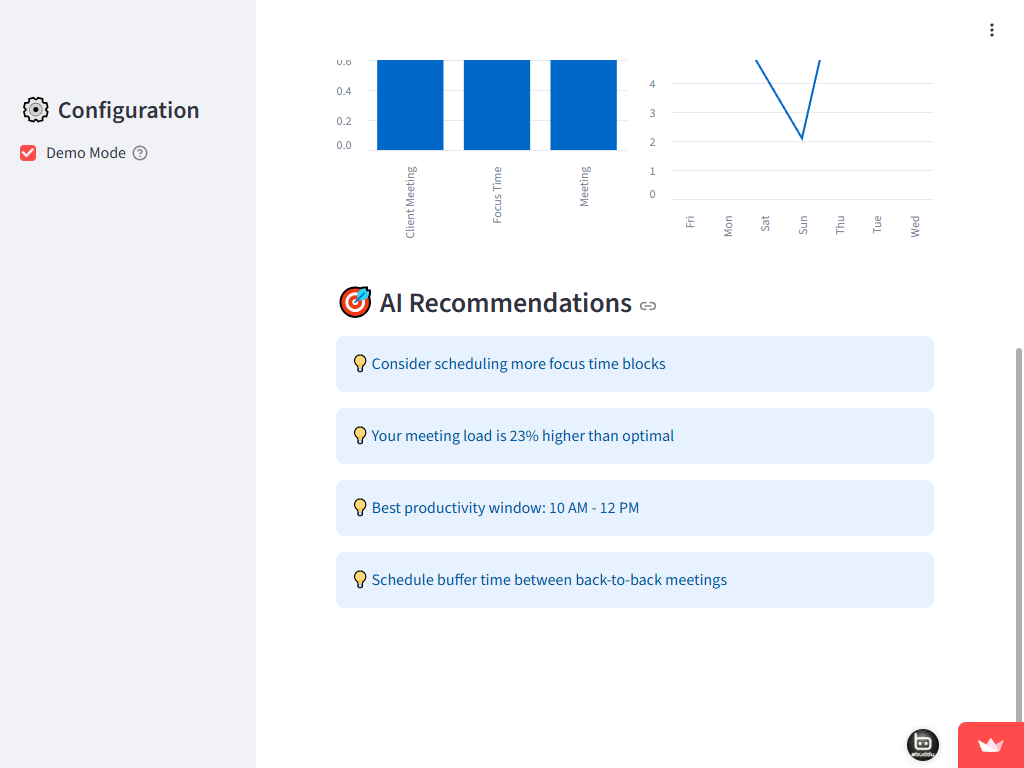 Configuration
Demo Mode
0.6
0.4
0.2
0.0
Client Meeting
Focus Time
Meeting
4
3
2
1
0
Fri
Mon
Sat
Sun
Thu
Tue
Wed
AI Recommendations
Consider scheduling more focus time blocks
Your meeting load is 23% higher than optimal
Best productivity window: 10 AM - 12 PM
Schedule buffer time between back-to-back meetings
abuddu